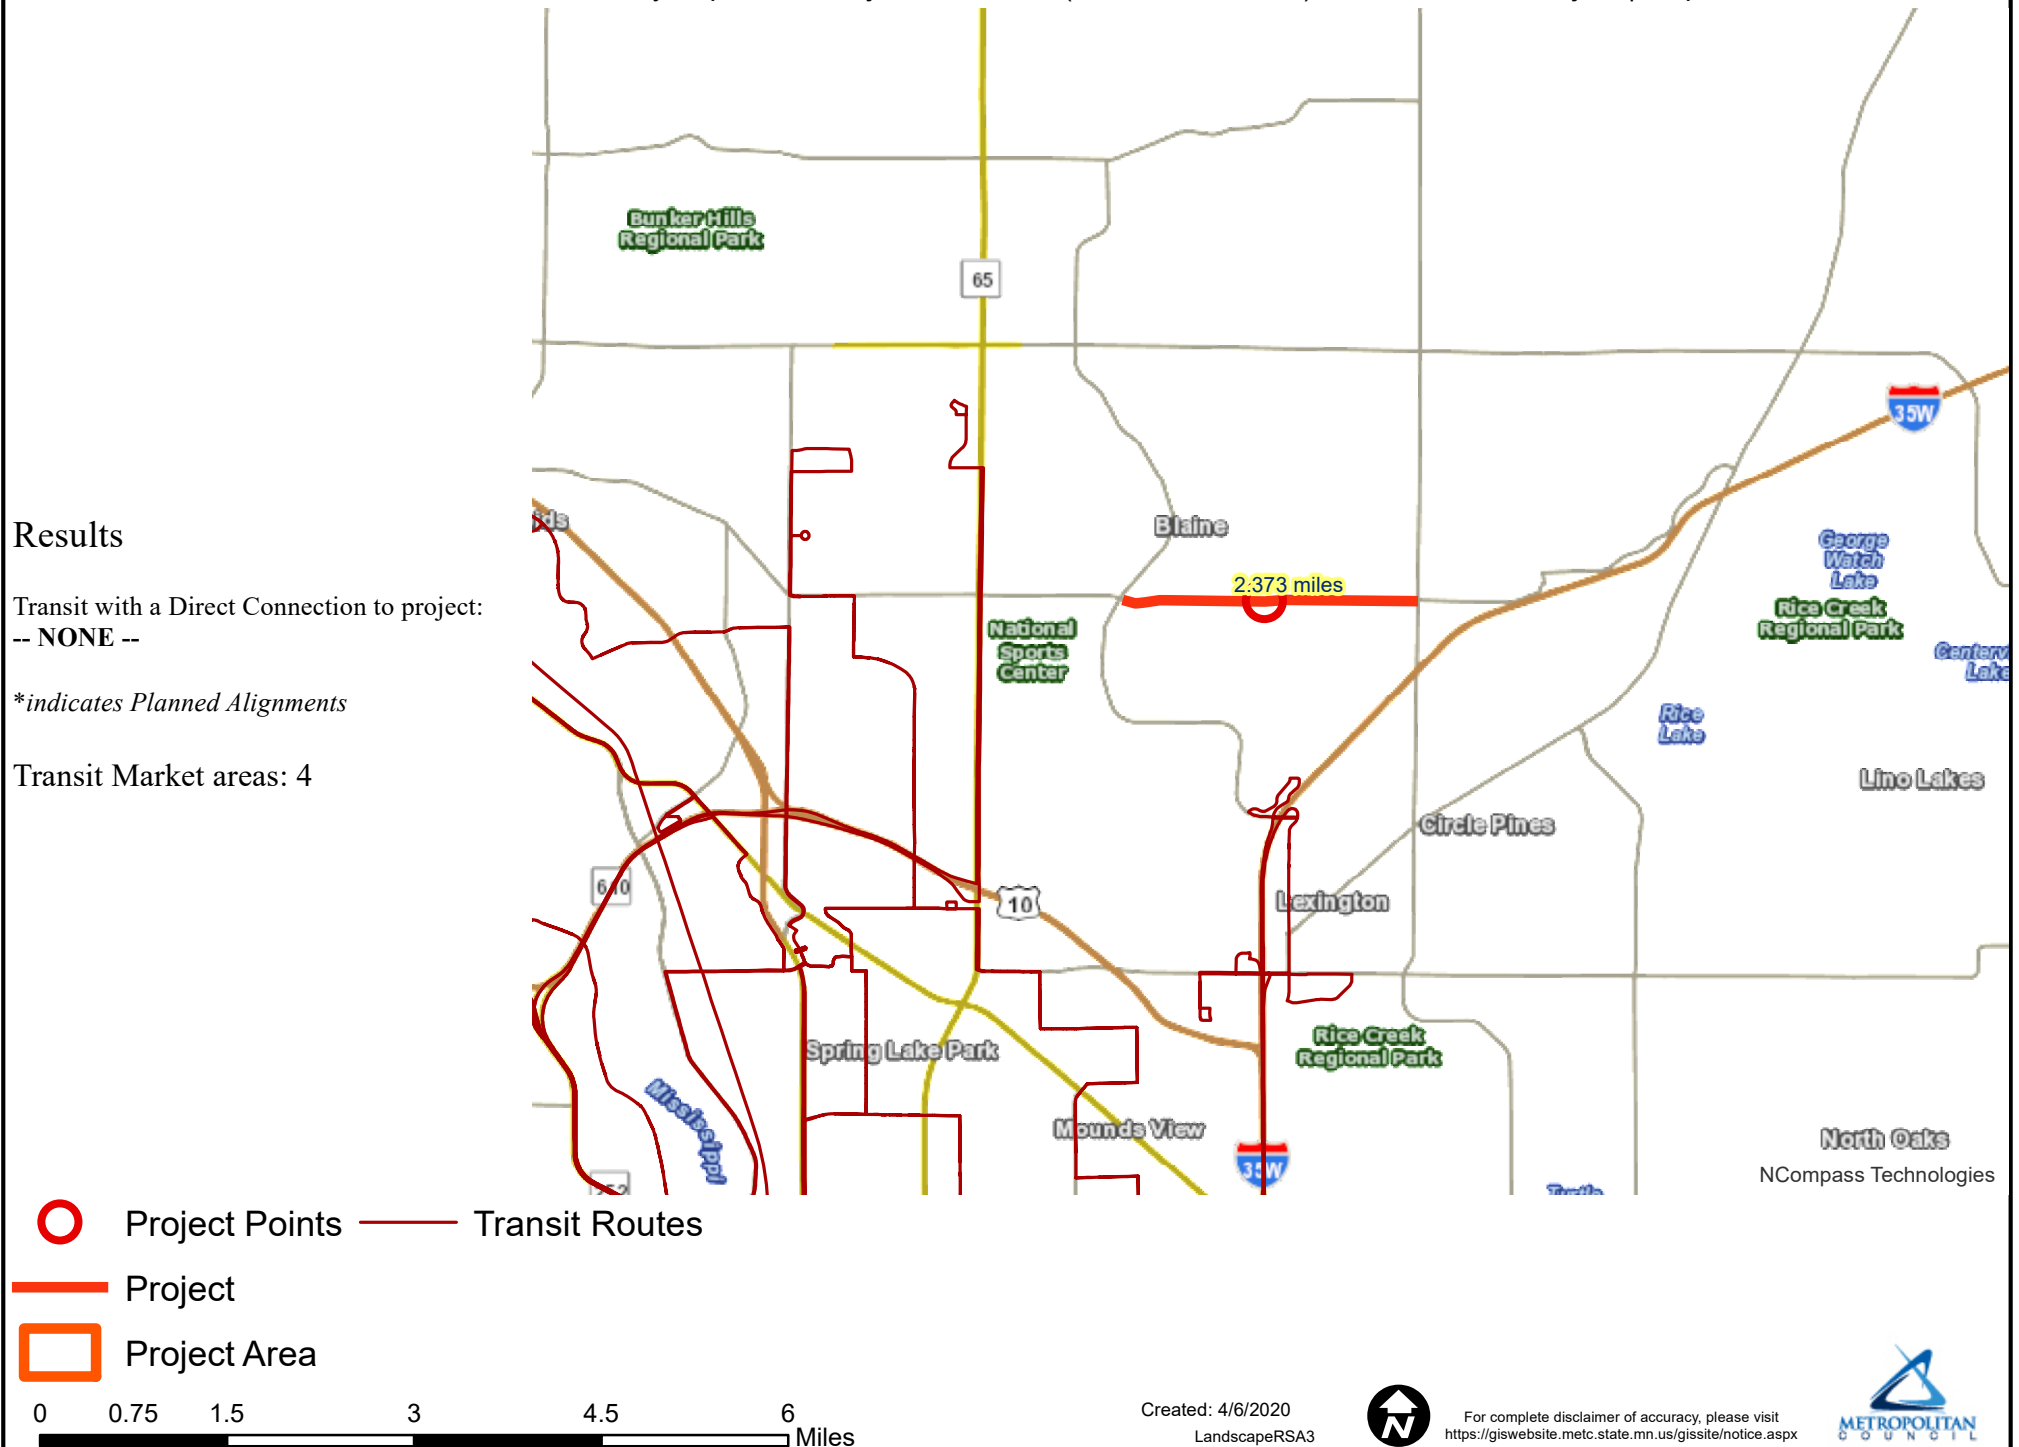 Results
Transit with a Direct Connection to project:
-- NONE --
*indicates Planned Alignments
Transit Market areas: 4
Bunker Hills
Regional Park
65
35W
Blaine
George
Watch
Lake
2.373 miles
Rice Creek
Regional Park
National
Sports
Center
Rice
Lake
Lake
Lino Lakes
Circle Pines
610
10
Lexington
Spring Lake Park
Rice Creek
Regional Park
Mississippi
Mounds View
North Oaks
35W
NCompass Technologies
Project Points
Transit Routes
Project
Project Area
0 0.75 1.5 3 4.5 6
Miles
Created: 4/6/2020
LandscapeRSA3
N
For complete disclaimer of accuracy, please visit
https://giswebsite.metc.state.mn.us/gissite/notice.aspx
METROPOLITAN
COUNCIL